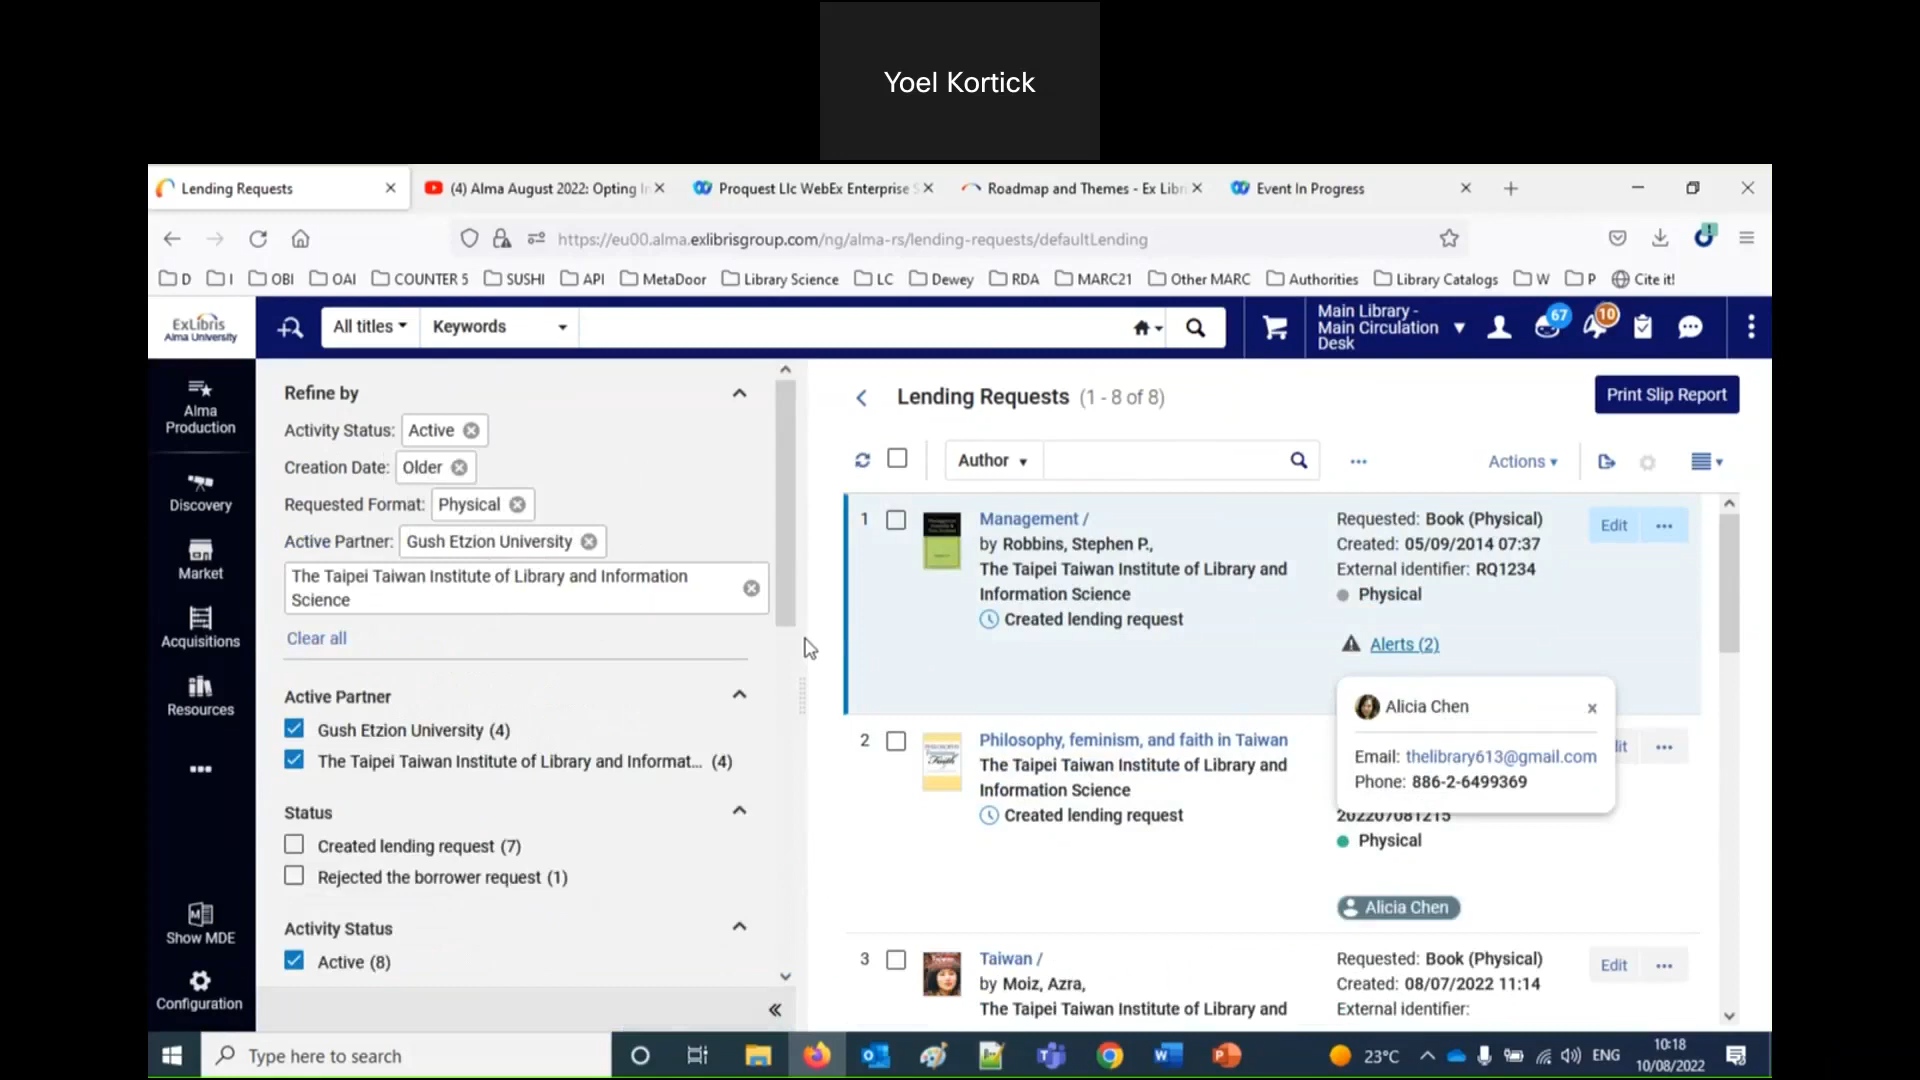 Yoel Kortick
Lending Requests
(4) Alma August 2022: Opting In
Proquest Llc WebEx Enterprise S
Roadmap and Themes - Ex Libri
Event In Progress
https://eu00.alma.exlibrisgroup.com/ng/alma-rs/lending-requests/defaultLending
D I OBI OAI COUNTER 5 SUSHI API MetaDoor Library Science LC Dewey RDA MARC21 Other MARC Authorities Library Catalogs W P Cite it!
ExLibris
Alma University
All titles
Keywords
Main Library -
Main Circulation
Desk
67
10
Alma
Production
Discovery
Market
Acquisitions
Resources
Show MDE
Configuration
Refine by
Activity Status: Active
Creation Date: Older
Requested Format: Physical
Active Partner: Gush Etzion University
The Taipei Taiwan Institute of Library and Information
Science
Clear all
Active Partner
Gush Etzion University (4)
The Taipei Taiwan Institute of Library and Informat... (4)
Status
Created lending request (7)
Rejected the borrower request (1)
Activity Status
Active (8)
Lending Requests (1 - 8 of 8)
Print Slip Report
Author
Actions
1
Management /
by Robbins, Stephen P.,
The Taipei Taiwan Institute of Library and
Information Science
Created lending request
Requested: Book (Physical)
Created: 05/09/2014 07:37
External identifier: RQ1234
Physical
Alerts (2)
Edit
Alicia Chen
Email: thelibrary613@gmail.com
Phone: 886-2-6499369
2
Philosophy, feminism, and faith in Taiwan
The Taipei Taiwan Institute of Library and
Information Science
Created lending request
202207081215
Physical
Alicia Chen
3
Taiwan /
by Moiz, Azra,
The Taipei Taiwan Institute of Library and
Requested: Book (Physical)
Created: 08/07/2022 11:14
External identifier:
Edit
Type here to search
23°C
ENG
10:18
10/08/2022